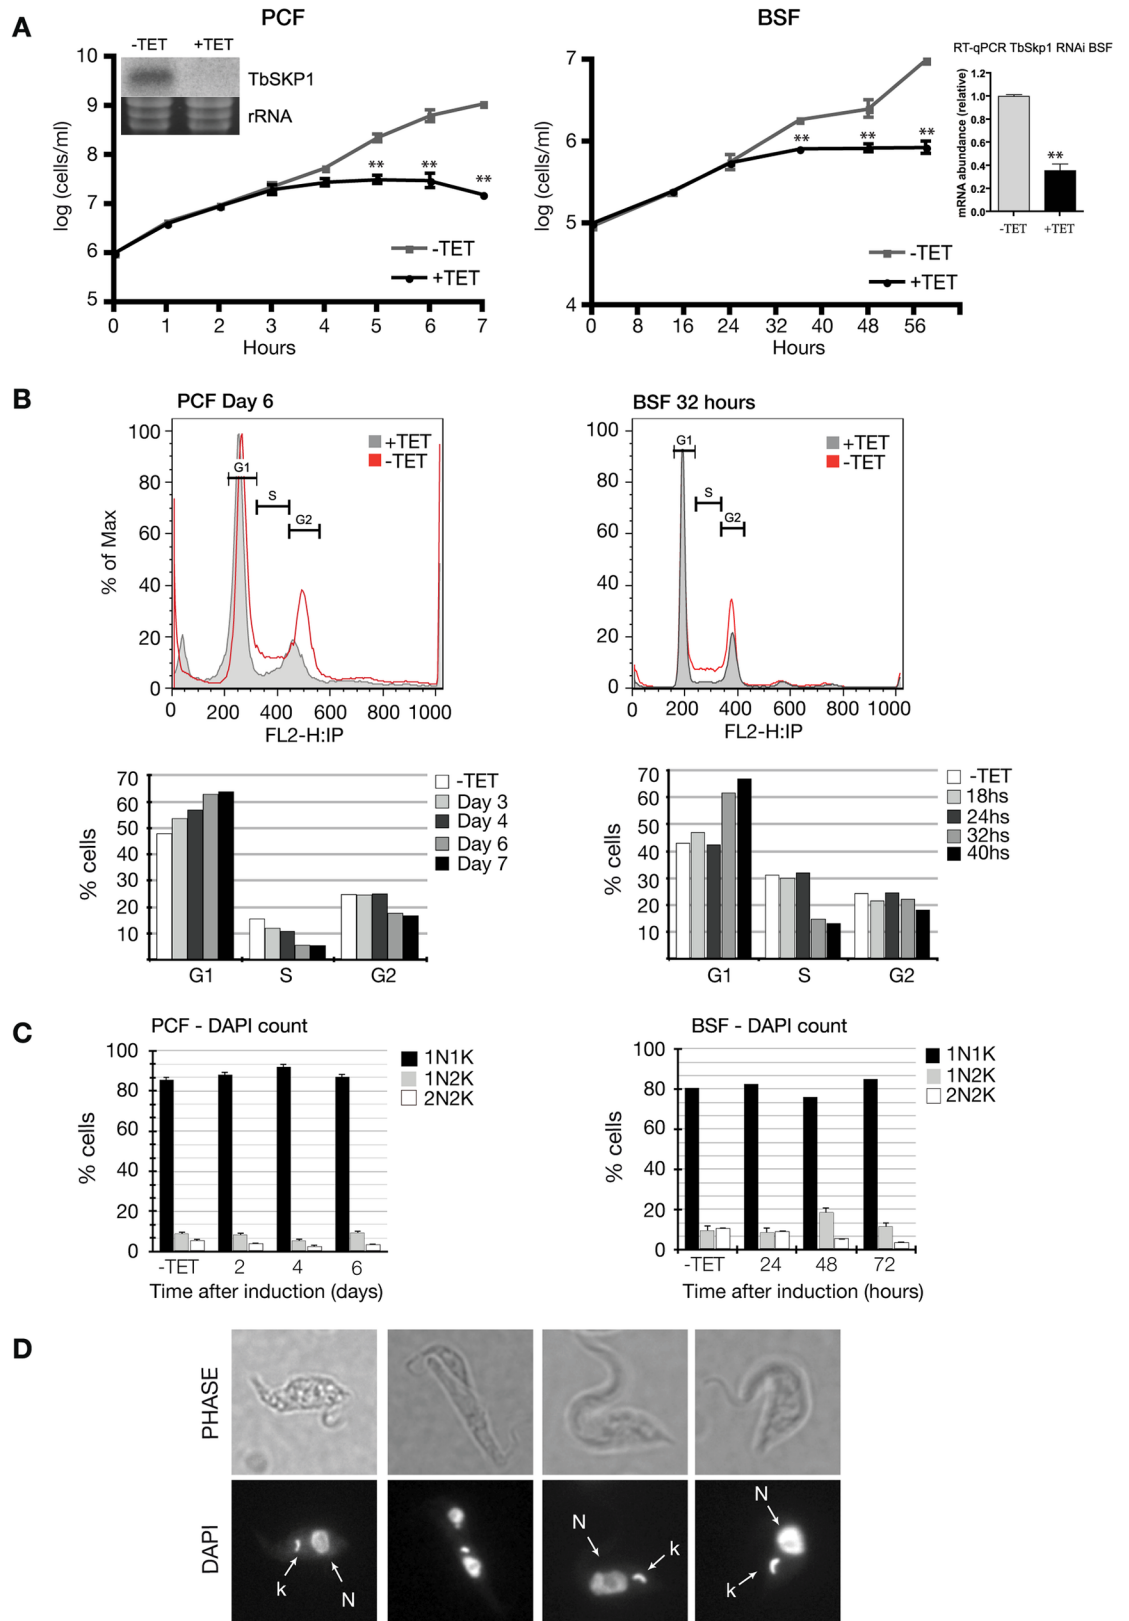 A
PCF
BSF
-TET
+TET
TbSKP1
rRNA
10
9
8
7
6
5
log (cells/ml)
**
**
**
-TET
+TET
0
1
2
3
4
5
6
7
Hours
7
6
5
4
log (cells/ml)
**
**
**
-TET
+TET
0
8
16
24
32
40
48
56
Hours
RT-qPCR TbSkp1 RNAi BSF
1.2
1.0
0.8
0.6
0.4
0.2
0.0
mRNA abundance (relative)
**
-TET
+TET
B
PCF Day 6
100
80
60
40
20
0
% of Max
G1
S
G2
+TET
-TET
0
200
400
600
800
1000
FL2-H:IP
BSF 32 hours
100
80
60
40
20
0
G1
S
G2
+TET
-TET
0
200
400
600
800
1000
FL2-H:IP
70
60
50
40
30
20
10
% cells
G1
S
G2
-TET
Day 3
Day 4
Day 6
Day 7
70
60
50
40
30
20
10
% cells
G1
S
G2
-TET
18hs
24hs
32hs
40hs
C
PCF - DAPI count
100
80
60
40
20
0
% cells
1N1K
1N2K
2N2K
-TET
2
4
6
Time after induction (days)
BSF - DAPI count
100
80
60
40
20
0
% cells
1N1K
1N2K
2N2K
-TET
24
48
72
Time after induction (hours)
D
PHASE
DAPI
k
N
N
k
N
k